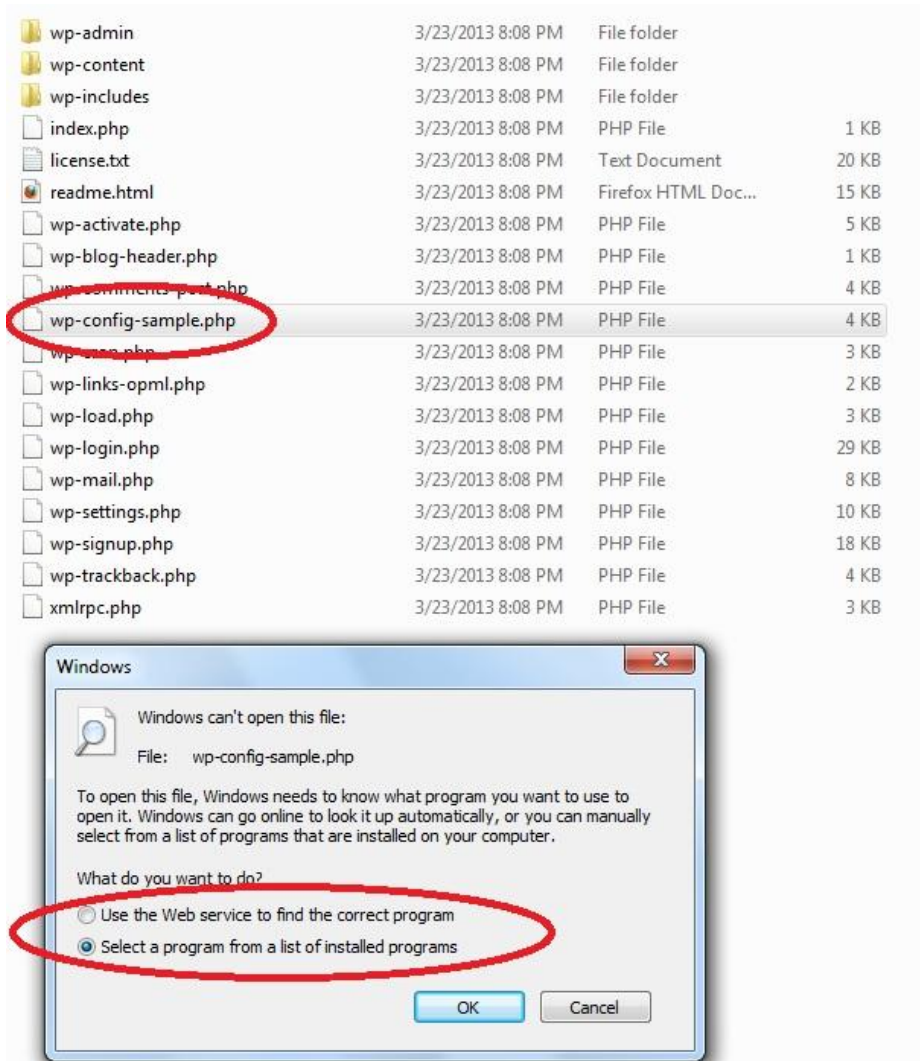 wp-admin 3/23/2013 8:08 PM File folder
wp-content 3/23/2013 8:08 PM File folder
wp-includes 3/23/2013 8:08 PM File folder
index.php 3/23/2013 8:08 PM PHP File 1 KB
license.txt 3/23/2013 8:08 PM Text Document 20 KB
readme.html 3/23/2013 8:08 PM Firefox HTML Doc... 15 KB
wp-activate.php 3/23/2013 8:08 PM PHP File 5 KB
wp-blog-header.php 3/23/2013 8:08 PM PHP File 1 KB
wp-comments-post.php 3/23/2013 8:08 PM PHP File 4 KB
wp-config-sample.php 3/23/2013 8:08 PM PHP File 4 KB
wp-cron.php 3/23/2013 8:08 PM PHP File 3 KB
wp-links-opml.php 3/23/2013 8:08 PM PHP File 2 KB
wp-load.php 3/23/2013 8:08 PM PHP File 3 KB
wp-login.php 3/23/2013 8:08 PM PHP File 29 KB
wp-mail.php 3/23/2013 8:08 PM PHP File 8 KB
wp-settings.php 3/23/2013 8:08 PM PHP File 10 KB
wp-signup.php 3/23/2013 8:08 PM PHP File 18 KB
wp-trackback.php 3/23/2013 8:08 PM PHP File 4 KB
xmlrpc.php 3/23/2013 8:08 PM PHP File 3 KB
Windows
Windows can't open this file:
File: wp-config-sample.php
To open this file, Windows needs to know what program you want to use to
open it. Windows can go online to look it up automatically, or you can manually
select from a list of programs that are installed on your computer.
What do you want to do?
Use the Web service to find the correct program
Select a program from a list of installed programs
OK Cancel